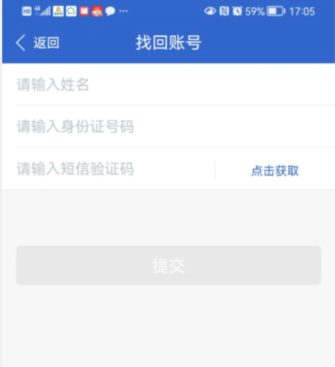 59% 17:05
返回 找回账号
请输入姓名
请输入身份证号码
请输入短信验证码 点击获取
提交